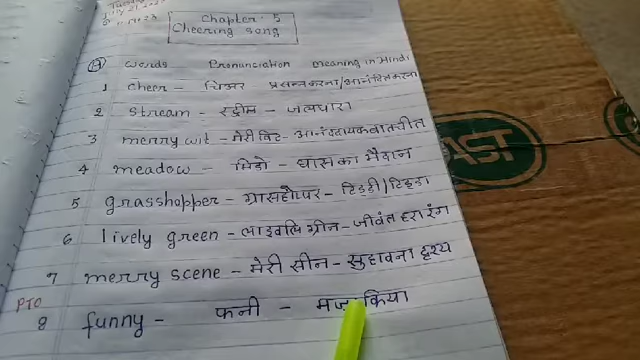 Chapter 5
Cheering song
words Pronunciation meaning in Hindi
1 cheer - चिअर प्रसन्न करना/आनंदित करना
2 stream - स्ट्रीम - जलधारा
3 merry wit - मेरी विट - आनंददायक बातचीत
4 meadow - मिडो - घास का मैदान
5 grasshopper - ग्रासहौपर - टिड्डी/टिड्डा
6 lively green - लाइवलि ग्रीन - जीवंत हरा रंग
7 merry scene - मेरी सीन - सुहावना दृश्य
PTO
8 funny - फनी - मजाकिया
AST